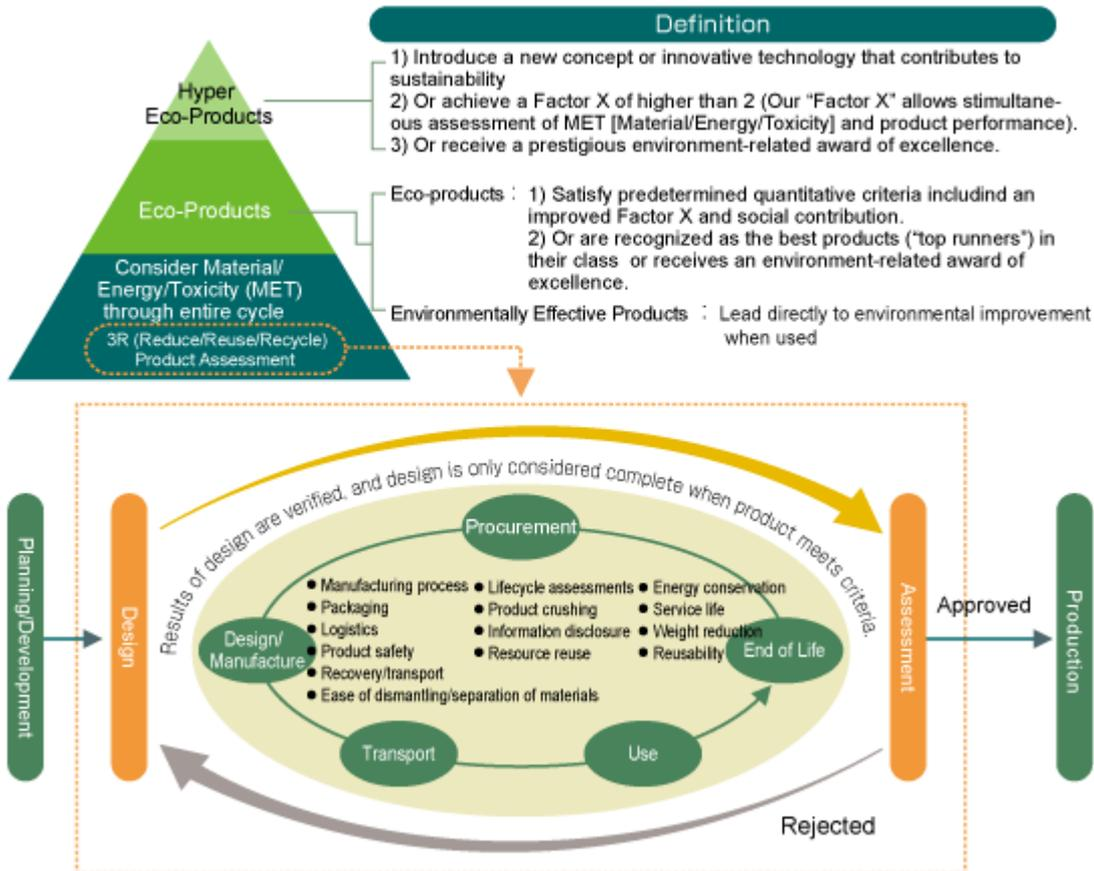 Definition
Hyper
Eco-Products
1) Introduce a new concept or innovative technology that contributes to
sustainability
2) Or achieve a Factor X of higher than 2 (Our “Factor X” allows stimultane-
ous assessment of MET [Material/Energy/Toxicity] and product performance).
3) Or receive a prestigious environment-related award of excellence.
Eco-Products
Eco-products : 1) Satisfy predetermined quantitative criteria includind an
improved Factor X and social contribution.
2) Or are recognized as the best products (“top runners”) in
their class or receives an environment-related award of
excellence.
Environmentally Effective Products : Lead directly to environmental improvement
when used
Consider Material/
Energy/Toxicity (MET)
through entire cycle
3R (Reduce/Reuse/Recycle)
Product Assessment
Planning/Development
Design
Results of design are verified, and design is only considered complete when product meets criteria.
Procurement
Design/
Manufacture
● Manufacturing process
● Packaging
● Logistics
● Product safety
● Recovery/transport
● Ease of dismantling/separation of materials
● Lifecycle assessments
● Product crushing
● Information disclosure
● Resource reuse
● Energy conservation
● Service life
● Weight reduction
● Reusability
End of Life
Transport
Use
Assessment
Approved
Production
Rejected